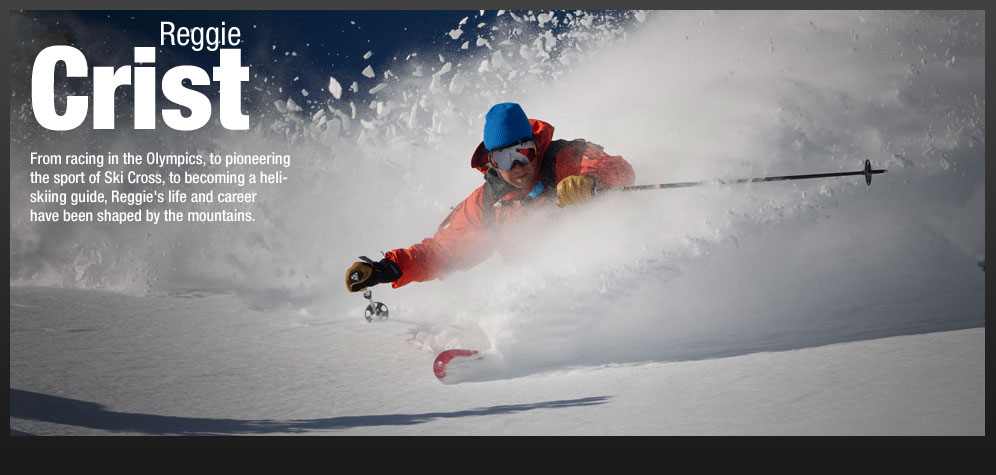 Reggie
Crist
From racing in the Olympics, to pioneering
the sport of Ski Cross, to becoming a heli-
skiing guide, Reggie's life and career
have been shaped by the mountains.